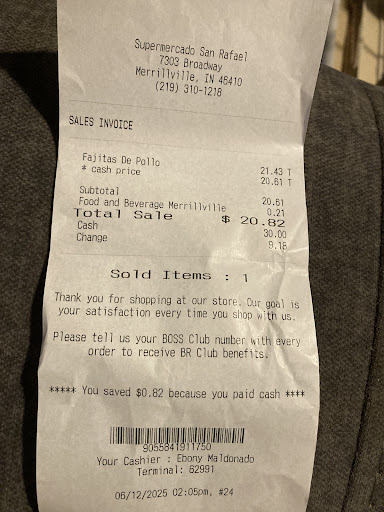 Supermercado San Rafael
7303 Broadway
Merrillville, IN 46410
(219) 310-1218
SALES INVOICE
Fajitas De Pollo 21.43 T
* cash price 20.61 T
Subtotal 20.61
Food and Beverage Merrillville 0.21
Total Sale $ 20.82
Cash 30.00
Change 9.18
Sold Items : 1
Thank you for shopping at our store. Our goal is
your satisfaction every time you shop with us.
Please tell us your BOSS Club number with every
order to receive BR Club benefits.
***** You saved $0.82 because you paid cash ****
9055841911750
Your Cashier : Ebony Maldonado
Terminal: 62991
06/12/2025 02:05pm, #24